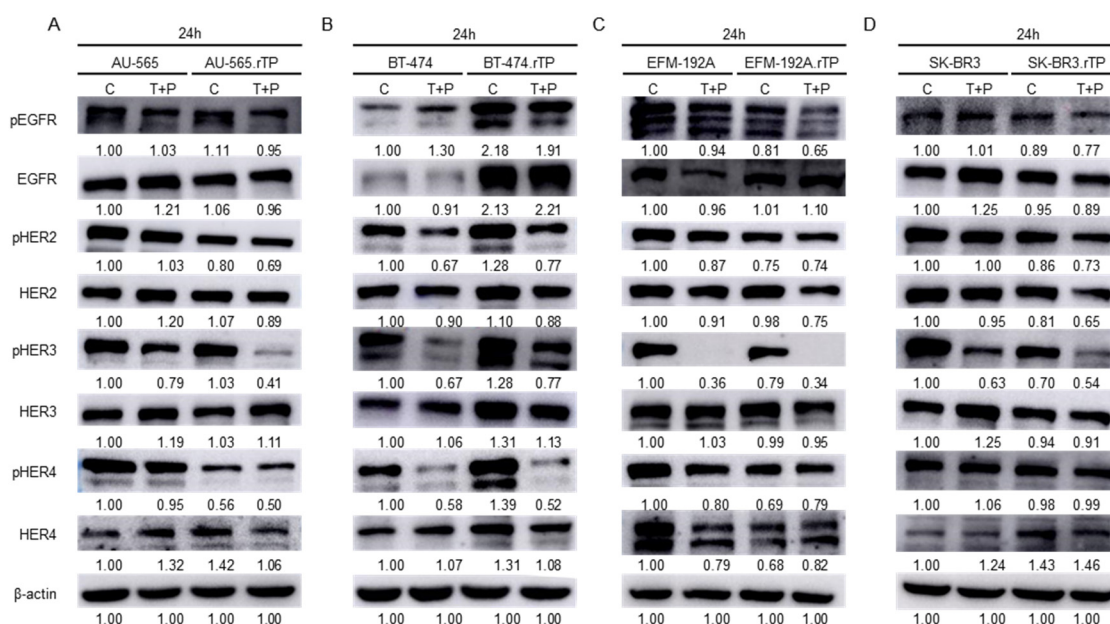 A B C D
24h 24h 24h 24h
AU-565 AU-565.rTP BT-474 BT-474.rTP EFM-192A EFM-192A.rTP SK-BR3 SK-BR3.rTP
C T+P C T+P C T+P C T+P C T+P C T+P C T+P C T+P
pEGFR
1.00 1.03 1.11 0.95 1.00 1.30 2.18 1.91 1.00 0.94 0.81 0.65 1.00 1.01 0.89 0.77
EGFR
1.00 1.21 1.06 0.96 1.00 0.91 2.13 2.21 1.00 0.96 1.01 1.10 1.00 1.25 0.95 0.89
pHER2
1.00 1.03 0.80 0.69 1.00 0.67 1.28 0.77 1.00 0.87 0.75 0.74 1.00 1.00 0.86 0.73
HER2
1.00 1.20 1.07 0.89 1.00 0.90 1.10 0.88 1.00 0.91 0.98 0.75 1.00 0.95 0.81 0.65
pHER3
1.00 0.79 1.03 0.41 1.00 0.67 1.28 0.77 1.00 0.36 0.79 0.34 1.00 0.63 0.70 0.54
HER3
1.00 1.19 1.03 1.11 1.00 1.06 1.31 1.13 1.00 1.03 0.99 0.95 1.00 1.25 0.94 0.91
pHER4
1.00 0.95 0.56 0.50 1.00 0.58 1.39 0.52 1.00 0.80 0.69 0.79 1.00 1.06 0.98 0.99
HER4
1.00 1.32 1.42 1.06 1.00 1.07 1.31 1.08 1.00 0.79 0.68 0.82 1.00 1.24 1.43 1.46
β-actin
1.00 1.00 1.00 1.00 1.00 1.00 1.00 1.00 1.00 1.00 1.00 1.00 1.00 1.00 1.00 1.00